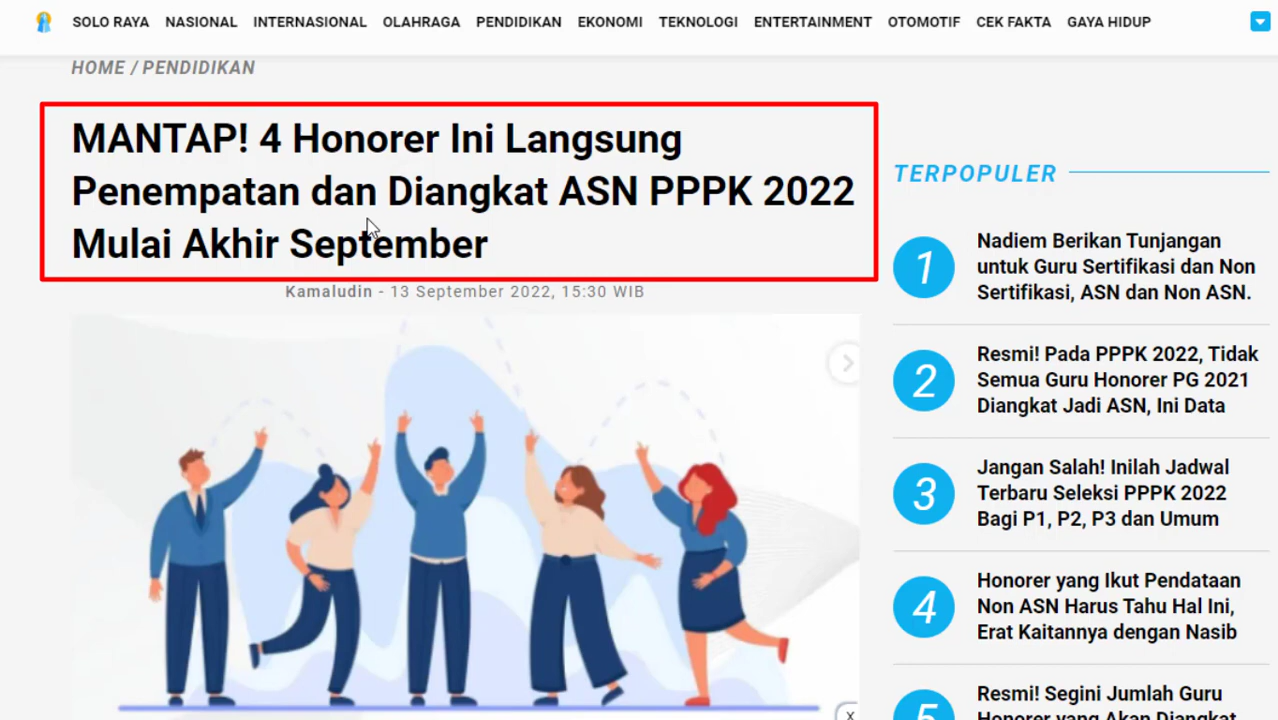 SOLO RAYA NASIONAL INTERNASIONAL OLAHRAGA PENDIDIKAN EKONOMI TEKNOLOGI ENTERTAINMENT OTOMOTIF CEK FAKTA GAYA HIDUP
HOME / PENDIDIKAN
MANTAP! 4 Honorer Ini Langsung
Penempatan dan Diangkat ASN PPPK 2022
Mulai Akhir September
Kamaludin - 13 September 2022, 15:30 WIB
X
TERPOPULER
1
Nadiem Berikan Tunjangan
untuk Guru Sertifikasi dan Non
Sertifikasi, ASN dan Non ASN.
2
Resmi! Pada PPPK 2022, Tidak
Semua Guru Honorer PG 2021
Diangkat Jadi ASN, Ini Data
3
Jangan Salah! Inilah Jadwal
Terbaru Seleksi PPPK 2022
Bagi P1, P2, P3 dan Umum
4
Honorer yang Ikut Pendataan
Non ASN Harus Tahu Hal Ini,
Erat Kaitannya dengan Nasib
5
Resmi! Segini Jumlah Guru
Honorer yang Akan Diangkat